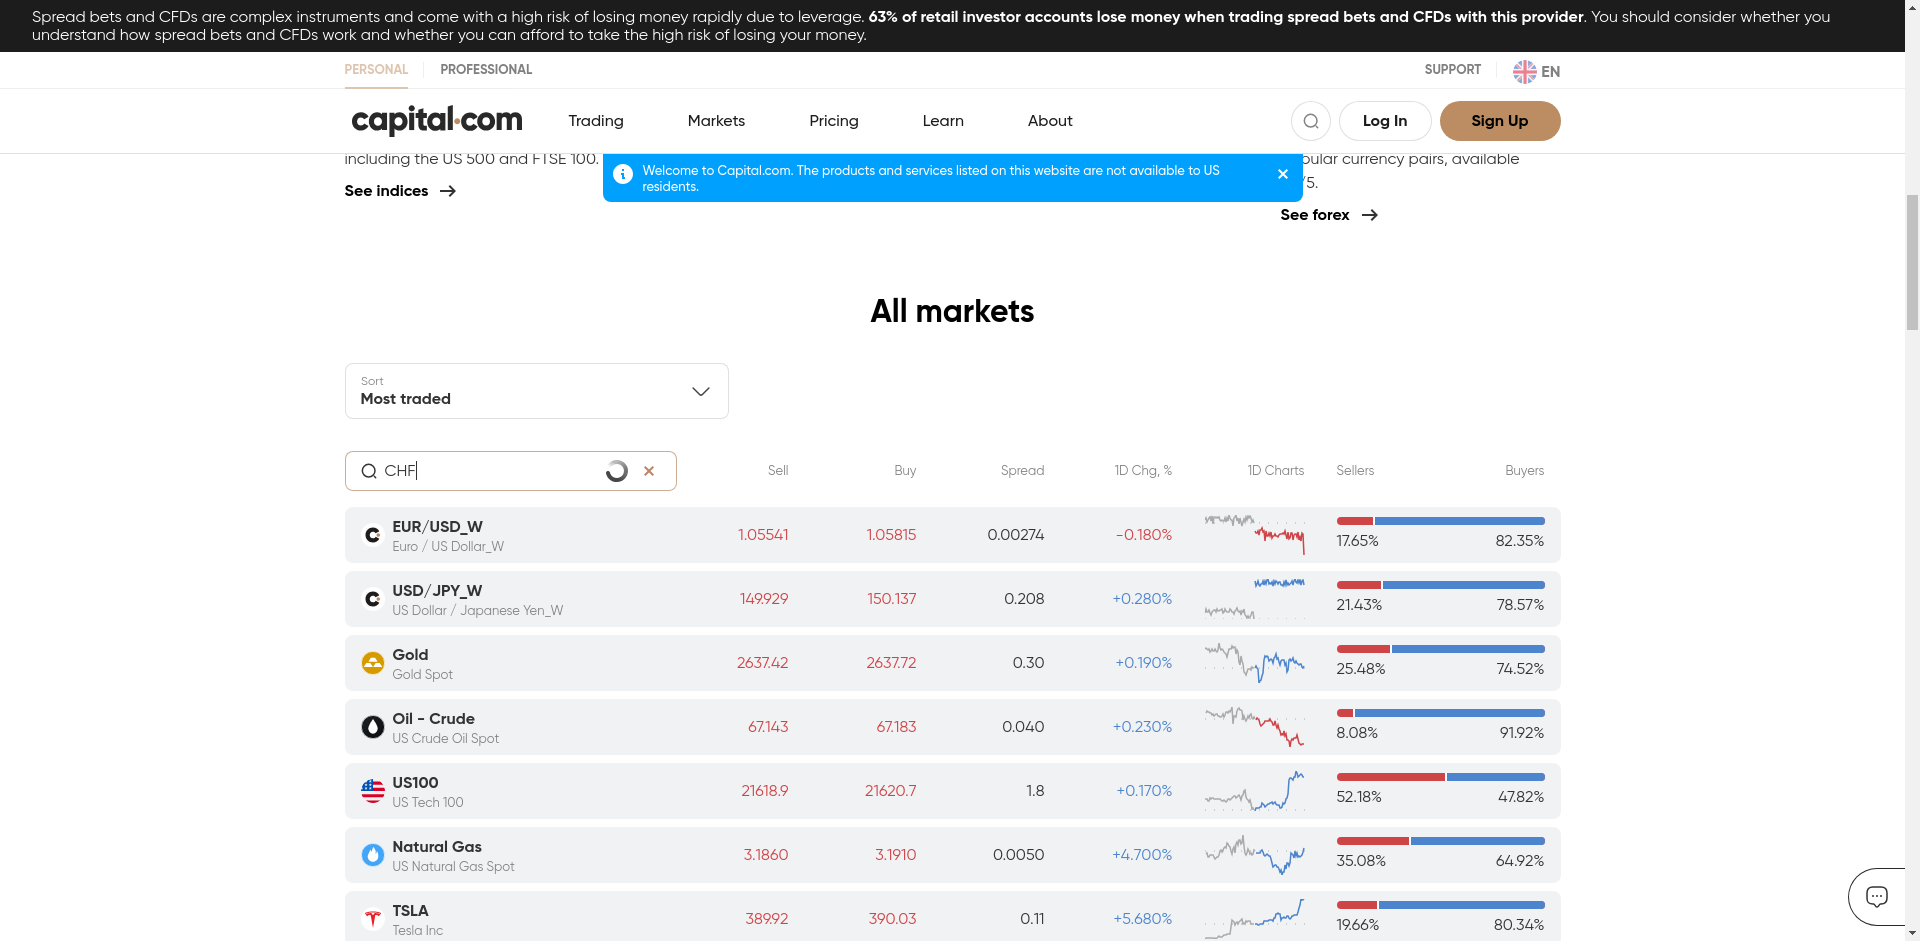 Spread bets and CFDs are complex instruments and come with a high risk of losing money rapidly due to leverage. 63% of retail investor accounts lose money when trading spread bets and CFDs with this provider. You should consider whether you
understand how spread bets and CFDs work and whether you can afford to take the high risk of losing your money.
PERSONAL PROFESSIONAL SUPPORT EN
capital.com Trading Markets Pricing Learn About Log In Sign Up
including the US 500 and FTSE 100.
pular currency pairs, available
Welcome to Capital.com. The products and services listed on this website are not available to US
residents.
/5.
See indices
See forex
All markets
Sort
Most traded
CHF Sell Buy Spread 1D Chg, % 1D Charts Sellers Buyers
EUR/USD_W
Euro / US Dollar_W
1.05541 1.05815 0.00274 -0.180% 17.65% 82.35%
USD/JPY_W
US Dollar / Japanese Yen_W
149.929 150.137 0.208 +0.280% 21.43% 78.57%
Gold
Gold Spot
2637.42 2637.72 0.30 +0.190% 25.48% 74.52%
Oil - Crude
US Crude Oil Spot
67.143 67.183 0.040 +0.230% 8.08% 91.92%
US100
US Tech 100
21618.9 21620.7 1.8 +0.170% 52.18% 47.82%
Natural Gas
US Natural Gas Spot
3.1860 3.1910 0.0050 +4.700% 35.08% 64.92%
TSLA
Tesla Inc
389.92 390.03 0.11 +5.680% 19.66% 80.34%